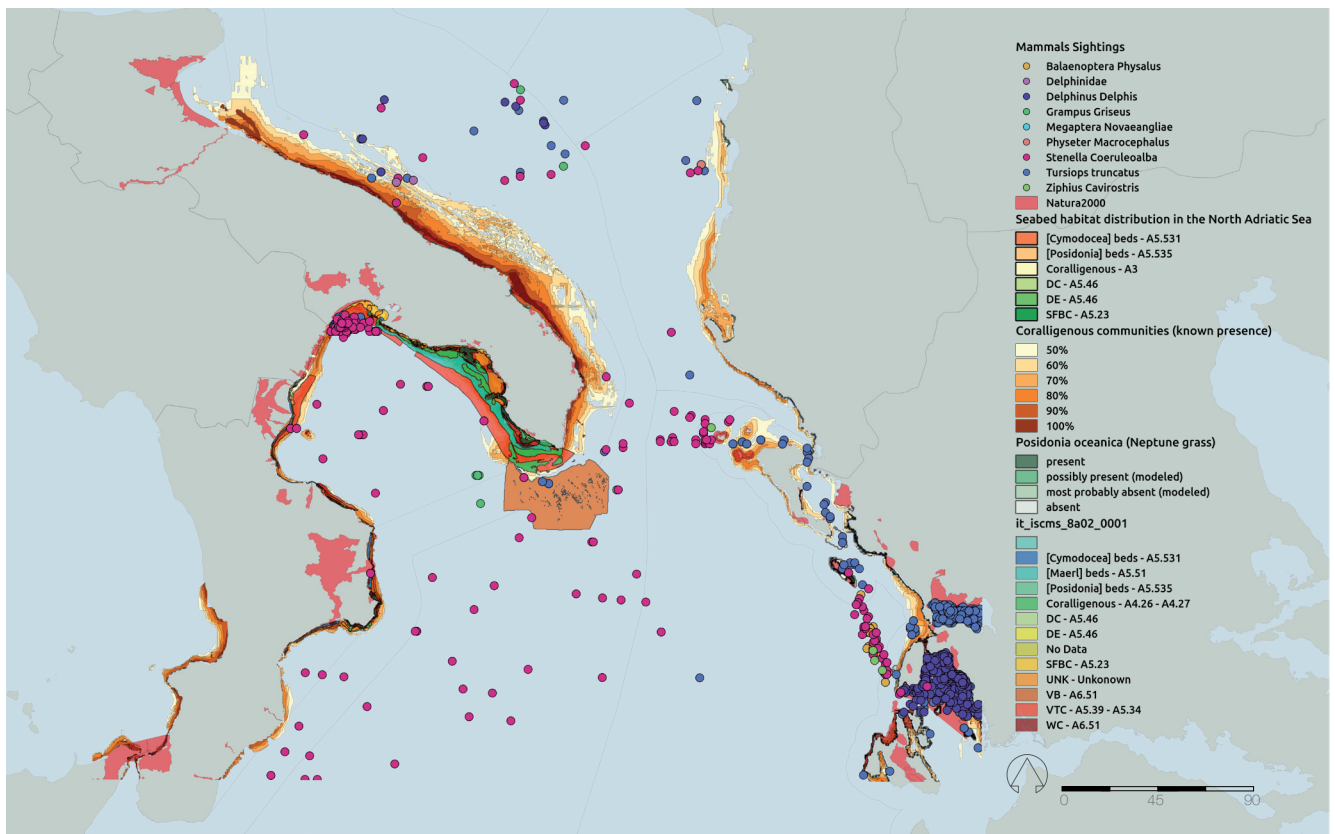 Mammals Sightings
Balaenoptera Physalus
Delphinidae
Delphinus Delphis
Grampus Griseus
Megaptera Novaeangliae
Physeter Macrocephalus
Stenella Coeruleoalba
Tursiops truncatus
Ziphius Cavirostris
Natura2000
Seabed habitat distribution in the North Adriatic Sea
[Cymodocea] beds - A5.531
[Posidonia] beds - A5.535
Coralligenous - A3
DC - A5.46
DE - A5.46
SFBC - A5.23
Coralligenous communities (known presence)
50%
60%
70%
80%
90%
100%
Posidonia oceanica (Neptune grass)
present
possibly present (modeled)
most probably absent (modeled)
absent
it_iscms_8a02_0001
[Cymodocea] beds - A5.531
[Maerl] beds - A5.51
[Posidonia] beds - A5.535
Coralligenous - A4.26 - A4.27
DC - A5.46
DE - A5.46
No Data
SFBC - A5.23
UNK - Unkonown
VB - A6.51
VTC - A5.39 - A5.34
WC - A6.51
0 45 90